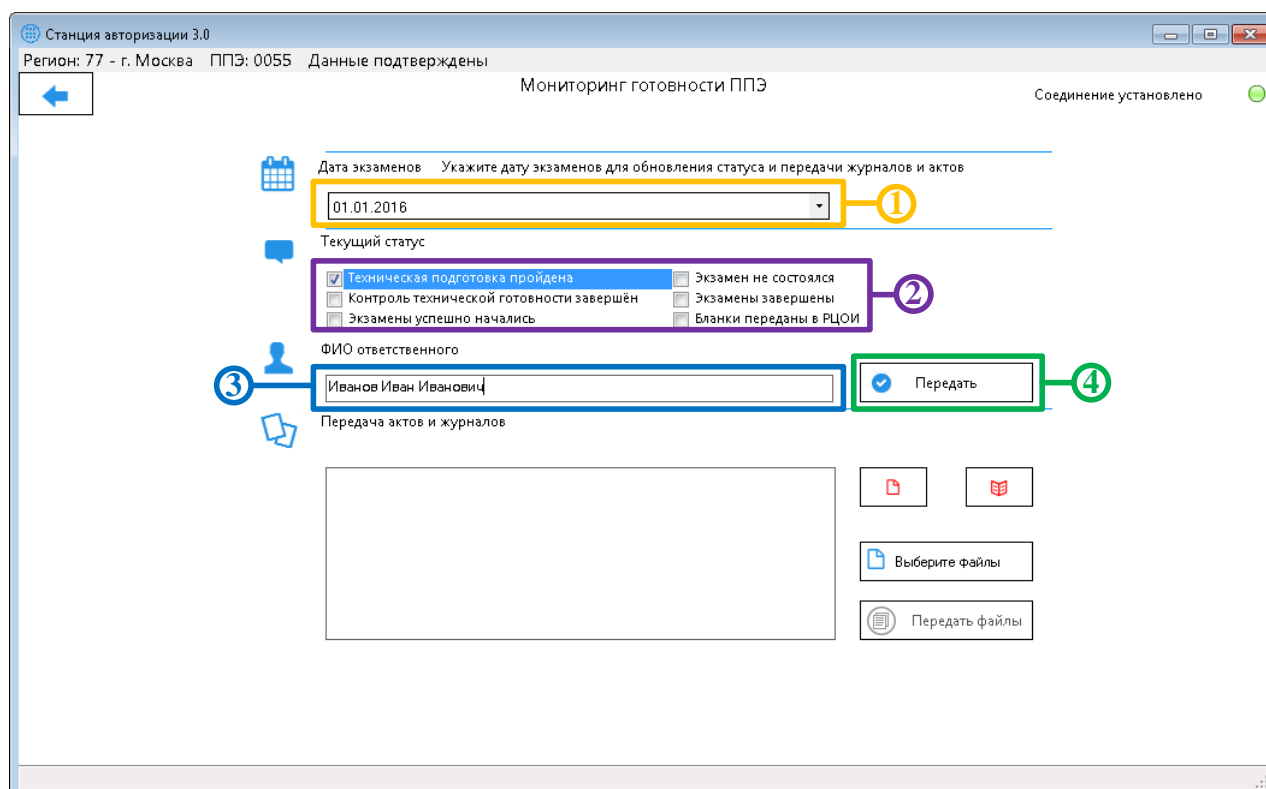 Станция авторизации 3.0
Регион: 77 - г. Москва ППЭ: 0055 Данные подтверждены
Мониторинг готовности ППЭ
Соединение установлено
Дата экзаменов Укажите дату экзаменов для обновления статуса и передачи журналов и актов
01.01.2016
1
Текущий статус
Техническая подготовка пройдена Экзамен не состоялся
Контроль технической готовности завершён Экзамены завершены
Экзамены успешно начались Бланки переданы в РЦОИ
2
ФИО ответственного
3
Иванов Иван Иванович
Передать
4
Передача актов и журналов
Выберите файлы
Передать файлы